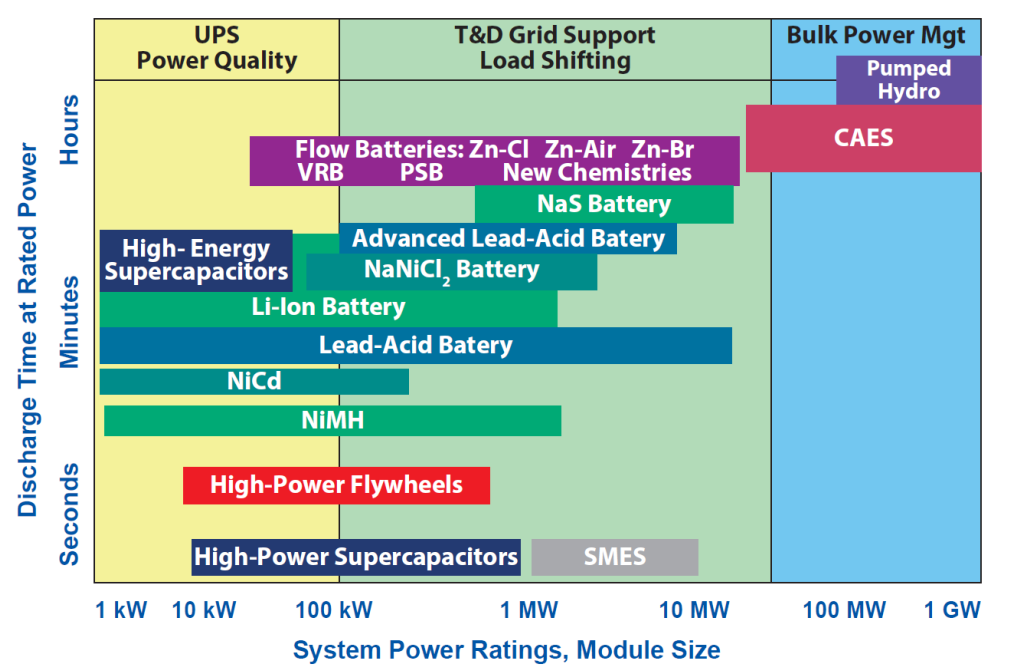 UPS
Power Quality
T&D Grid Support
Load Shifting
Bulk Power Mgt
Pumped
Hydro
CAES
Flow Batteries: Zn-Cl Zn-Air Zn-Br
VRB PSB New Chemistries
NaS Battery
Advanced Lead-Acid Batery
High- Energy
Supercapacitors
NaNiCl2 Battery
Li-Ion Battery
Lead-Acid Batery
NiCd
NiMH
High-Power Flywheels
High-Power Supercapacitors
SMES
Discharge Time at Rated Power
Hours
Minutes
Seconds
1 kW 10 kW 100 kW 1 MW 10 MW 100 MW 1 GW
System Power Ratings, Module Size